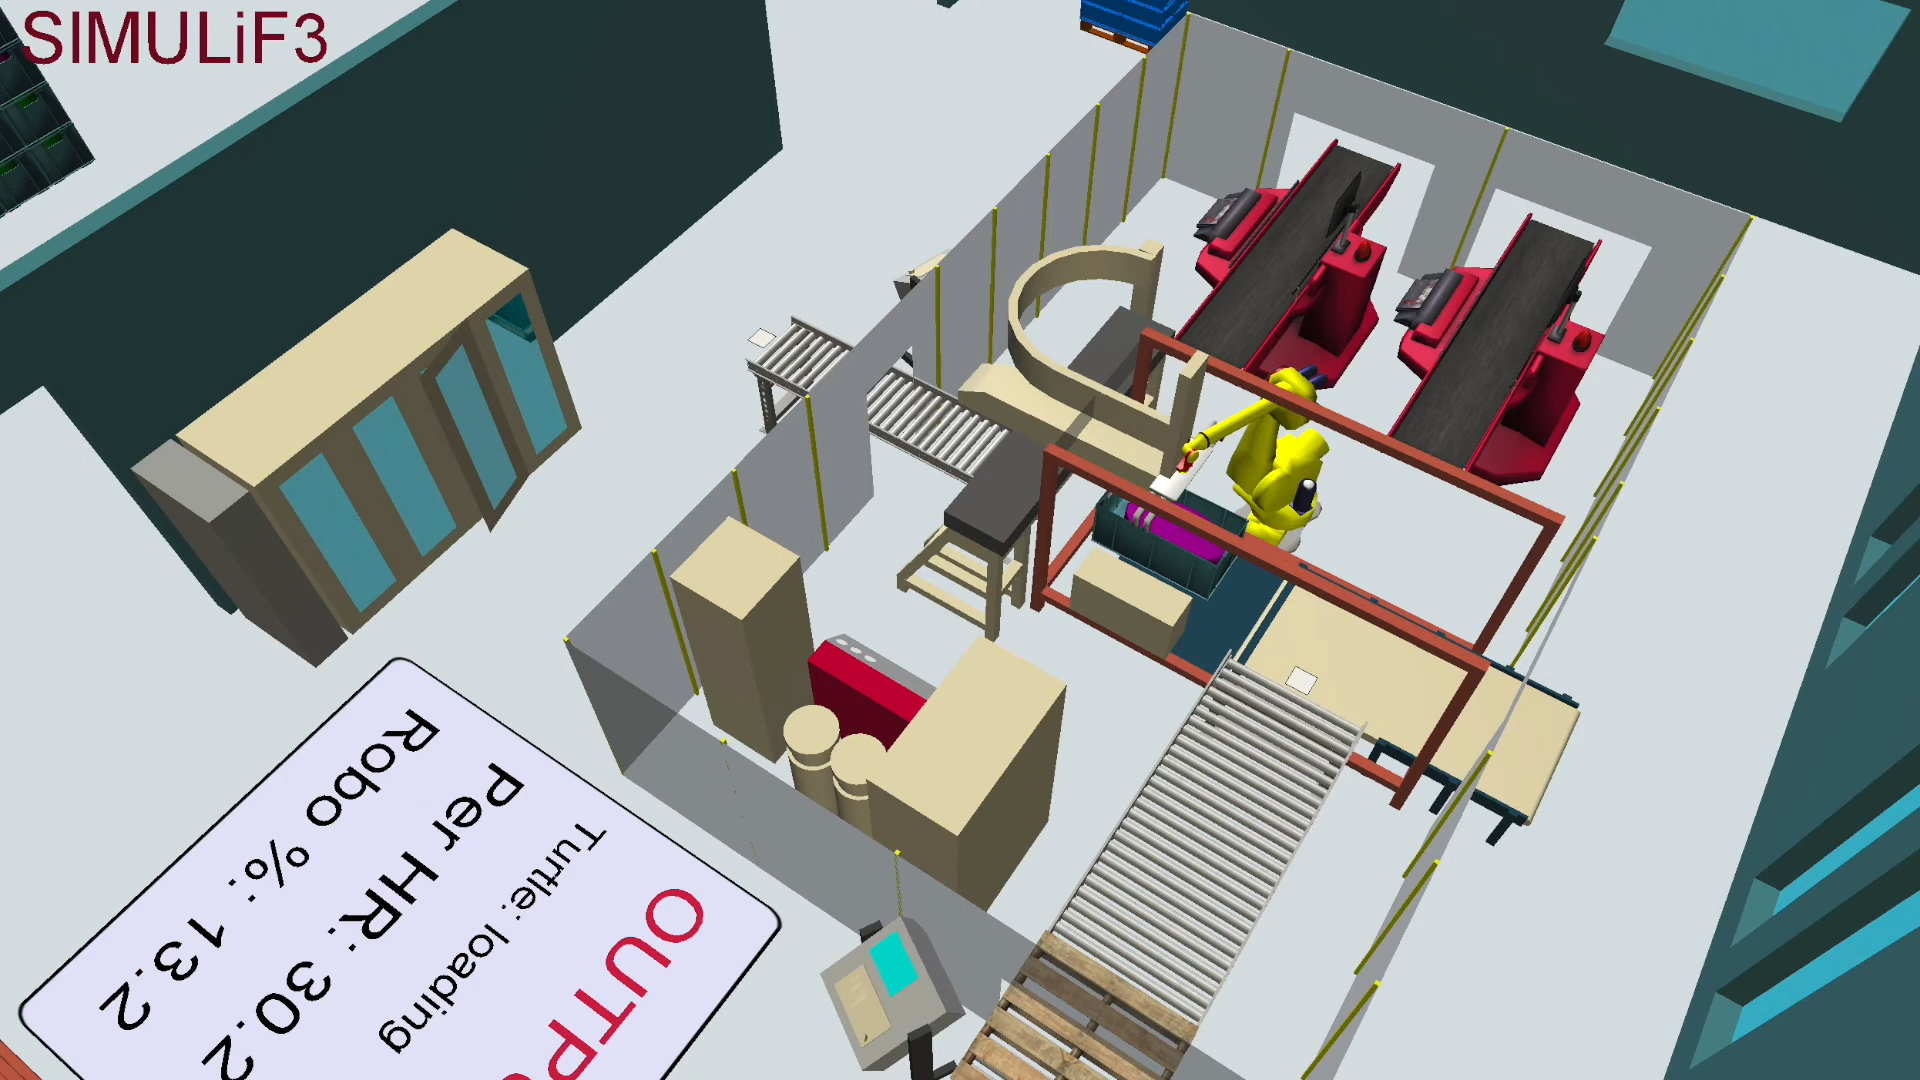 SIMULiF3
OUTP
Turtle: loading
Per HR: 30.2
Robo %: 13.2